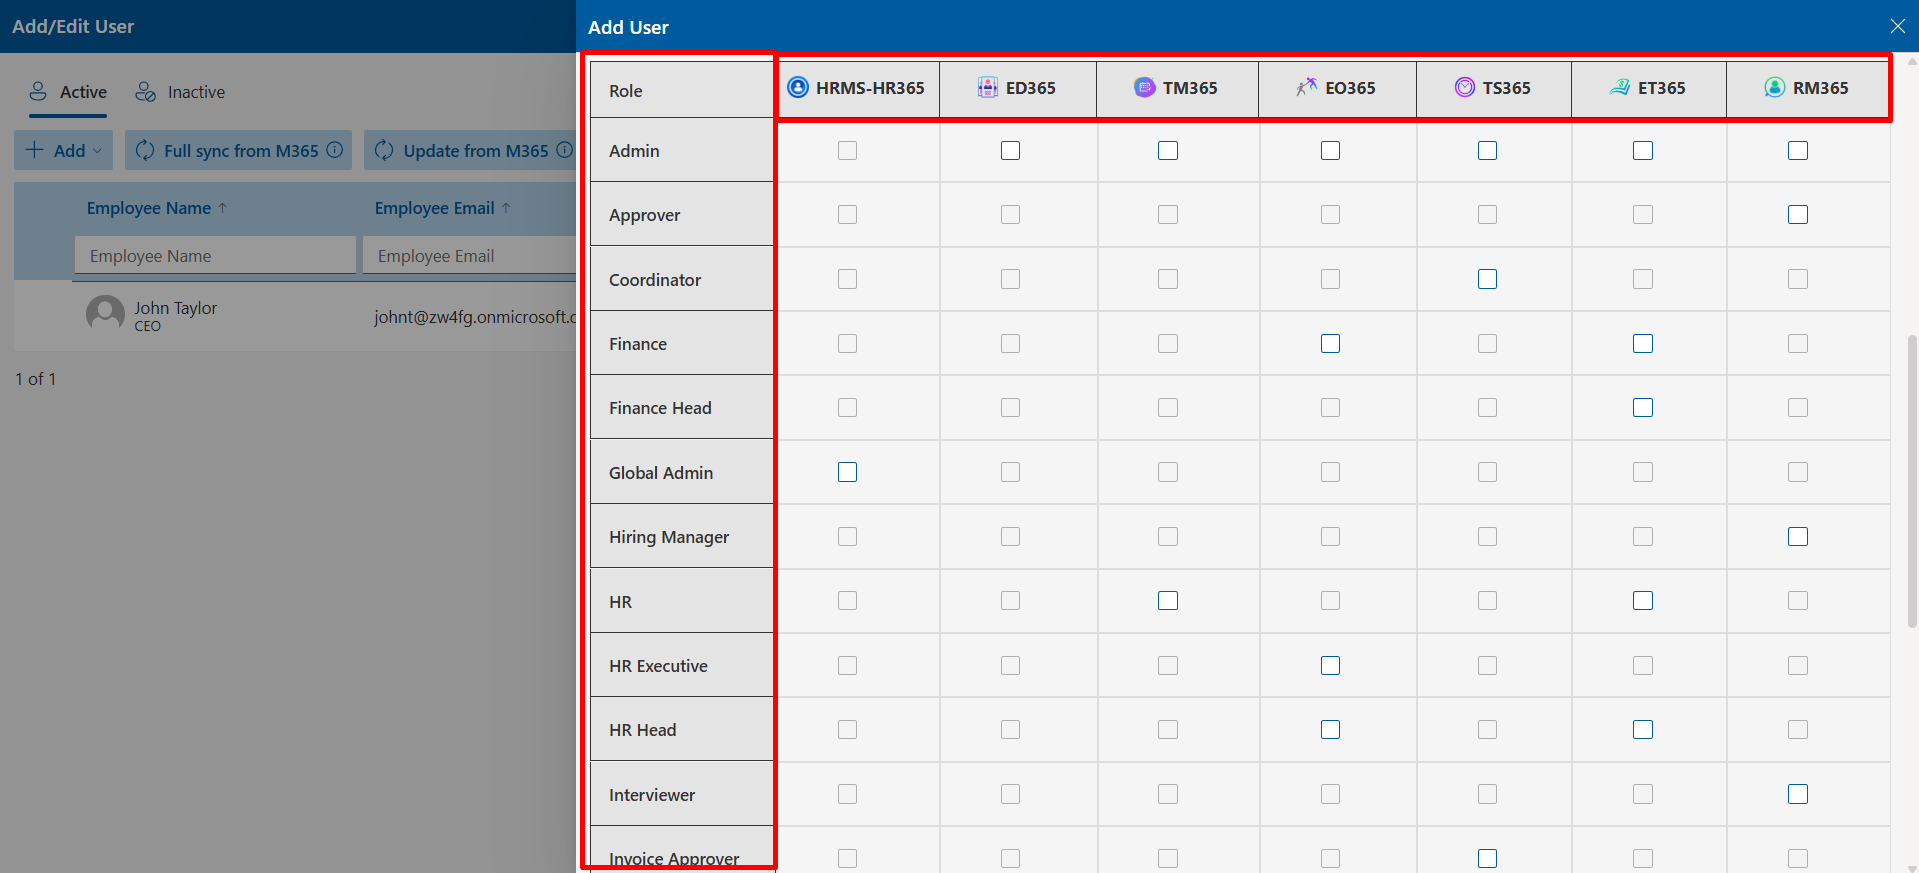 Add/Edit User
Active
Inactive
Add
Full sync from M365
Update from M365
Employee Name
Employee Email
Employee Name
Employee Email
John Taylor
CEO
johnt@zw4fg.onmicrosoft.c
1 of 1
Add User
Role HRMS-HR365 ED365 TM365 EO365 TS365 ET365 RM365
Admin
Approver
Coordinator
Finance
Finance Head
Global Admin
Hiring Manager
HR
HR Executive
HR Head
Interviewer
Invoice Approver